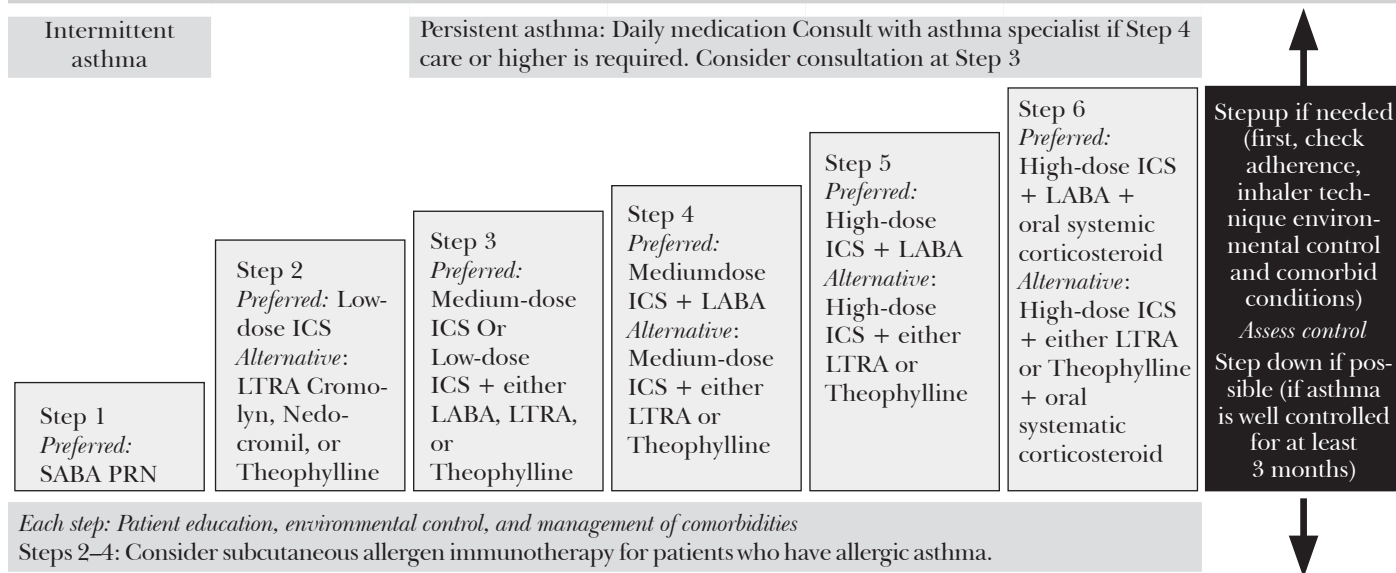 Intermittent
asthma
Persistent asthma: Daily medication Consult with asthma specialist if Step 4
care or higher is required. Consider consultation at Step 3
Step 1
Preferred:
SABA PRN
Step 2
Preferred: Low-
dose ICS
Alternative:
LTRA Cromo-
lyn, Nedo-
cromil, or
Theophylline
Step 3
Preferred:
Medium-dose
ICS Or
Low-dose
ICS + either
LABA, LTRA,
or
Theophylline
Step 4
Preferred:
Mediumdose
ICS + LABA
Alternative:
Medium-dose
ICS + either
LTRA or
Theophylline
Step 5
Preferred:
High-dose
ICS + LABA
Alternative:
High-dose
ICS + either
LTRA or
Theophylline
Step 6
Preferred:
High-dose ICS
+ LABA +
oral systemic
corticosteroid
Alternative:
High-dose ICS
+ either LTRA
or Theophylline
+ oral
systematic
corticosteroid
Stepup if needed
(first, check
adherence,
inhaler tech-
nique environ-
mental control
and comorbid
conditions)
Assess control
Step down if pos-
sible (if asthma
is well controlled
for at least
3 months)
Each step: Patient education, environmental control, and management of comorbidities
Steps 2–4: Consider subcutaneous allergen immunotherapy for patients who have allergic asthma.